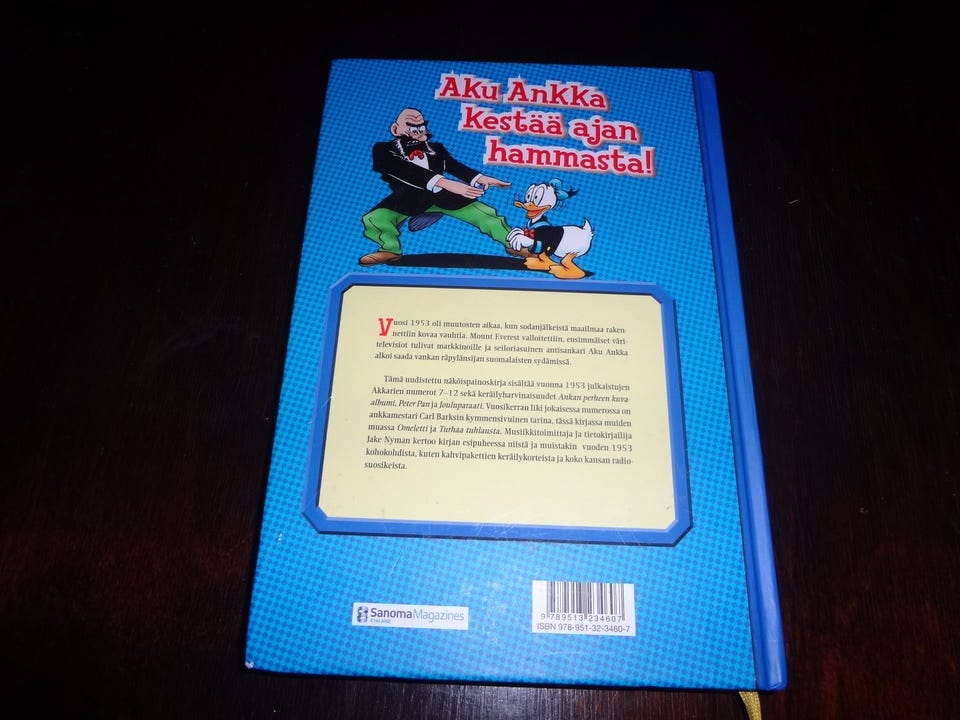 Aku Ankka
kestää ajan
hammasta!
Vuosi 1953 oli muutosten aikaa, kun sodanjälkeistä maailmaa raken-
nettiin kovaa vauhtia. Mount Everest valloitettiin, ensimmäiset väri-
televisiot tulivat markkinoille ja seiloriasuinen antisankari Aku Ankka
alkoi saada vankan räpylänsijan suomalaisten sydämissä.
Tämä uudistettu näköispainoskirja sisältää vuonna 1953 julkaistujen
Akkarien numerot 7–12 sekä keräilyharvinaisuudet Ankan perheen kuva-
albumi, Peter Pan ja Jouluparaati. Vuosikerran liki jokaisessa numerossa on
ankkamestari Carl Barksin kymmensivuinen tarina, tässä kirjassa muiden
muassa Omeletti ja Turhaa tuhlausta. Musiikkitoimittaja ja tietokirjailija
Jake Nyman kertoo kirjan esipuheessa niistä ja muistakin vuoden 1953
kohokohdista, kuten kahvipakettien keräilykorteista ja koko kansan radio-
suosikeista.
SanomaMagazines
FINLAND
9 789513 234607
ISBN 978-951-32-3460-7